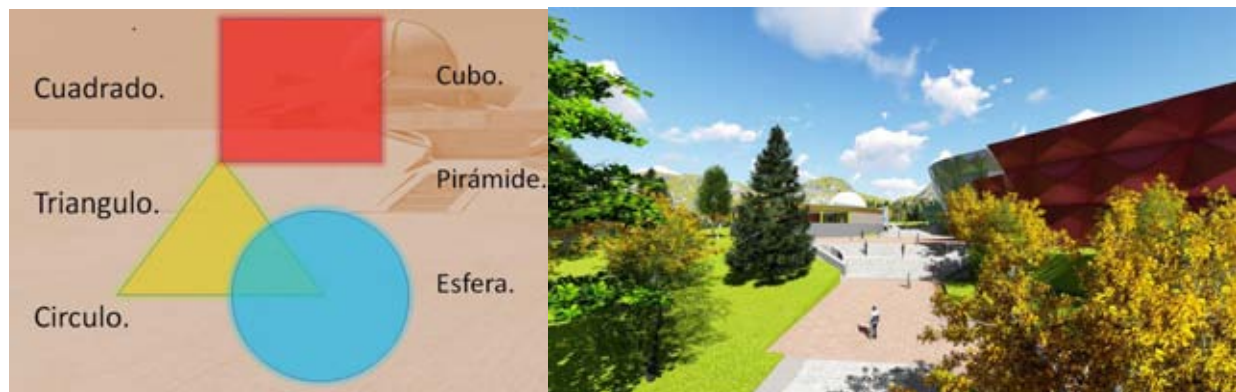 Cuadrado.
Cubo.
Triangulo.
Pirámide.
Circulo.
Esfera.